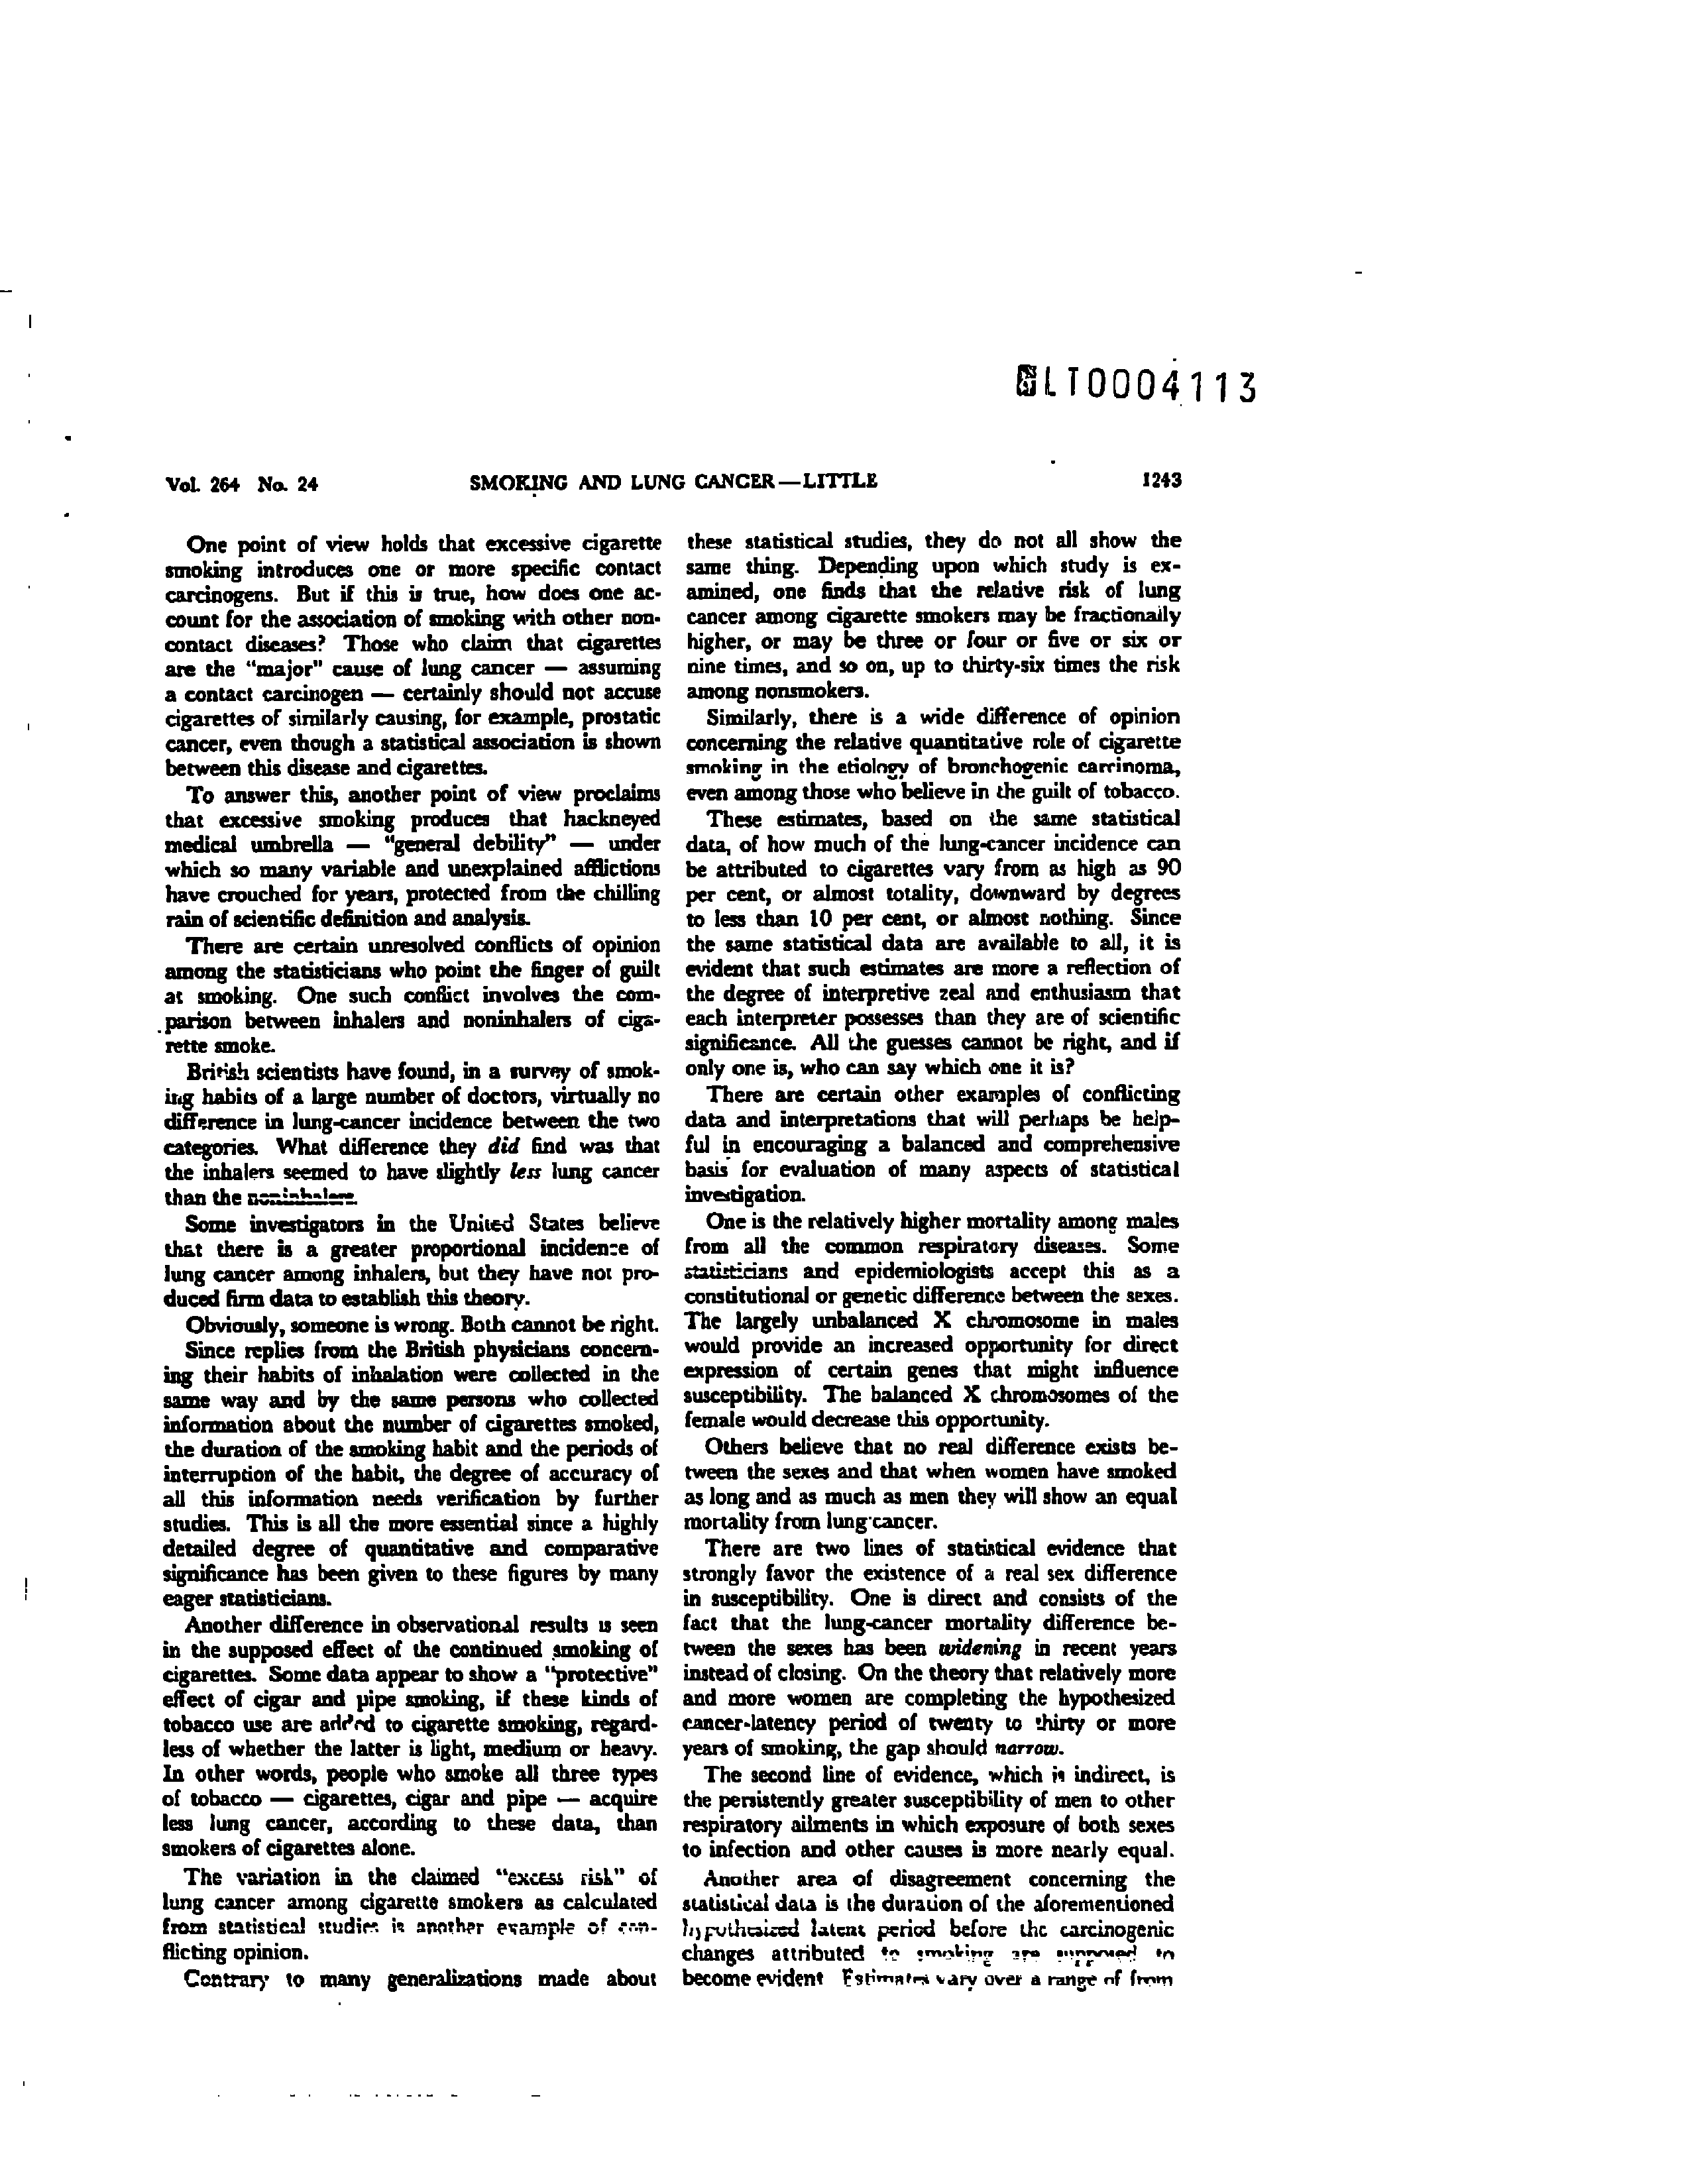 LT0004113
Vol. 264 No. 24 SMOKING AND LUNG CANCER—LITTLE 1243
One point of view holds that excessive cigarette
smoking introduces one or more specific contact
carcinogens. But if this is true, how does one ac-
count for the association of smoking with other non-
contact diseases? Those who claim that cigarettes
are the "major" cause of lung cancer — assuming
a contact carcinogen — certainly should not accuse
cigarettes of similarly causing, for example, prostatic
cancer, even though a statistical association is shown
between this disease and cigarettes.
To answer this, another point of view proclaims
that excessive smoking produces that hackneyed
medical umbrella — "general debility" — under
which so many variable and unexplained afflictions
have crouched for years, protected from the chilling
rain of scientific definition and analysis.
There are certain unresolved conflicts of opinion
among the statisticians who point the finger of guilt
at smoking. One such conflict involves the com-
parison between inhalers and noninhalers of ciga-
rette smoke.
British scientists have found, in a survey of smok-
ing habits of a large number of doctors, virtually no
difference in lung-cancer incidence between the two
categories. What difference they did find was that
the inhalers seemed to have slightly less lung cancer
than the noninhalers.
Some investigators in the United States believe
that there is a greater proportional incidence of
lung cancer among inhalers, but they have not pro-
duced firm data to establish this theory.
Obviously, someone is wrong. Both cannot be right.
Since replies from the British physicians concern-
ing their habits of inhalation were collected in the
same way and by the same persons who collected
information about the number of cigarettes smoked,
the duration of the smoking habit and the periods of
interruption of the habit, the degree of accuracy of
all this information needs verification by further
studies. This is all the more essential since a highly
detailed degree of quantitative and comparative
significance has been given to these figures by many
eager statisticians.
Another difference in observational results is seen
in the supposed effect of the continued smoking of
cigarettes. Some data appear to show a "protective"
effect of cigar and pipe smoking, if these kinds of
tobacco use are added to cigarette smoking, regard-
less of whether the latter is light, medium or heavy.
In other words, people who smoke all three types
of tobacco — cigarettes, cigar and pipe — acquire
less lung cancer, according to these data, than
smokers of cigarettes alone.
The variation in the claimed "excess risk" of
lung cancer among cigarette smokers as calculated
from statistical studies is another example of con-
flicting opinion.
Contrary to many generalizations made about
these statistical studies, they do not all show the
same thing. Depending upon which study is ex-
amined, one finds that the relative risk of lung
cancer among cigarette smokers may be fractionally
higher, or may be three or four or five or six or
nine times, and so on, up to thirty-six times the risk
among nonsmokers.
Similarly, there is a wide difference of opinion
concerning the relative quantitative role of cigarette
smoking in the etiology of bronchogenic carcinoma,
even among those who believe in the guilt of tobacco.
These estimates, based on the same statistical
data, of how much of the lung-cancer incidence can
be attributed to cigarettes vary from as high as 90
per cent, or almost totality, downward by degrees
to less than 10 per cent, or almost nothing. Since
the same statistical data are available to all, it is
evident that such estimates are more a reflection of
the degree of interpretive zeal and enthusiasm that
each interpreter possesses than they are of scientific
significance. All the guesses cannot be right, and if
only one is, who can say which one it is?
There are certain other examples of conflicting
data and interpretations that will perhaps be help-
ful in encouraging a balanced and comprehensive
basis for evaluation of many aspects of statistical
investigation.
One is the relatively higher mortality among males
from all the common respiratory diseases. Some
statisticians and epidemiologists accept this as a
constitutional or genetic difference between the sexes.
The largely unbalanced X chromosome in males
would provide an increased opportunity for direct
expression of certain genes that might influence
susceptibility. The balanced X chromosomes of the
female would decrease this opportunity.
Others believe that no real difference exists be-
tween the sexes and that when women have smoked
as long and as much as men they will show an equal
mortality from lung cancer.
There are two lines of statistical evidence that
strongly favor the existence of a real sex difference
in susceptibility. One is direct and consists of the
fact that the lung-cancer mortality difference be-
tween the sexes has been widening in recent years
instead of closing. On the theory that relatively more
and more women are completing the hypothesized
cancer-latency period of twenty to thirty or more
years of smoking, the gap should narrow.
The second line of evidence, which is indirect, is
the persistently greater susceptibility of men to other
respiratory ailments in which exposure of both sexes
to infection and other causes is more nearly equal.
Another area of disagreement concerning the
statistical data is the duration of the aforementioned
hypothesized latent period before the carcinogenic
changes attributed to smoking are supposed to
become evident Estimates vary over a range of from